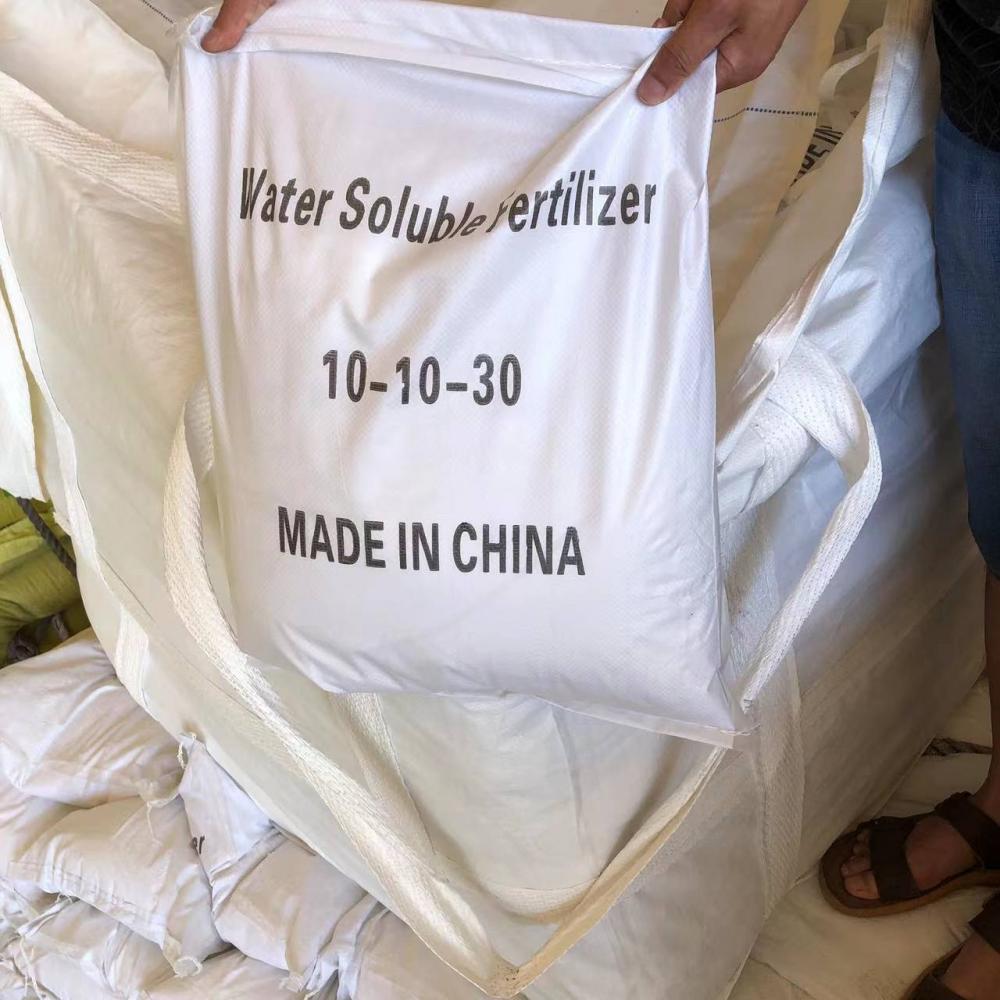 Water Soluble Fertilizer
10-10-30
MADE IN CHINA